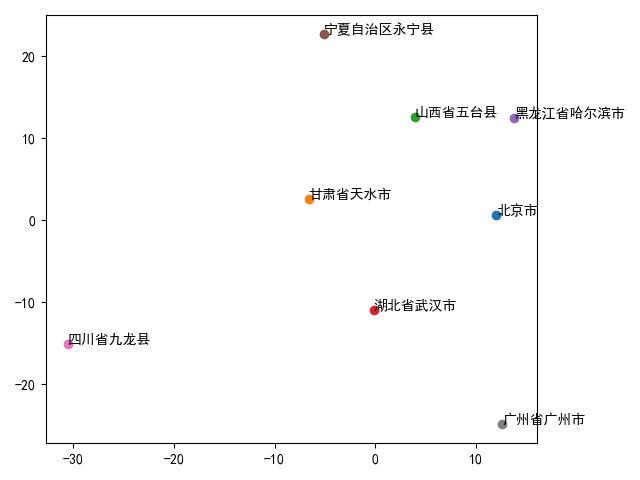 宁夏自治区永宁县
山西省五台县
黑龙江省哈尔滨市
甘肃省天水市
北京市
湖北省武汉市
四川省九龙县
广州省广州市
20
10
0
−10
−20
−30
−20
−10
0
10